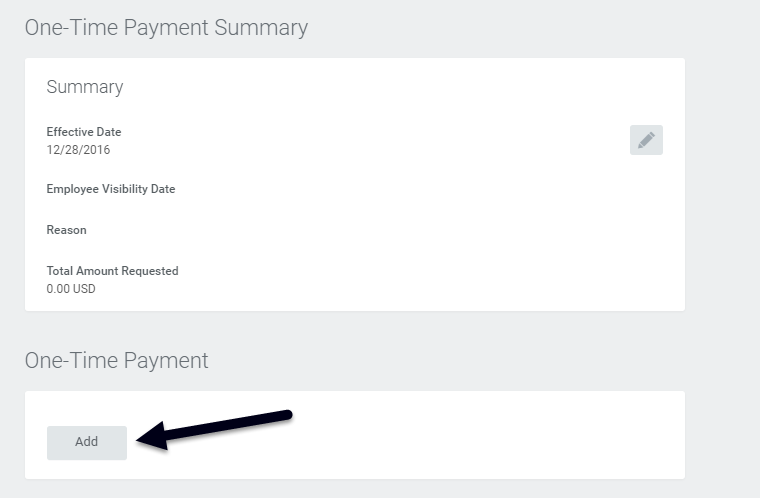 One-Time Payment Summary
Summary
Effective Date
12/28/2016
Employee Visibility Date
Reason
Total Amount Requested
0.00 USD
One-Time Payment
Add